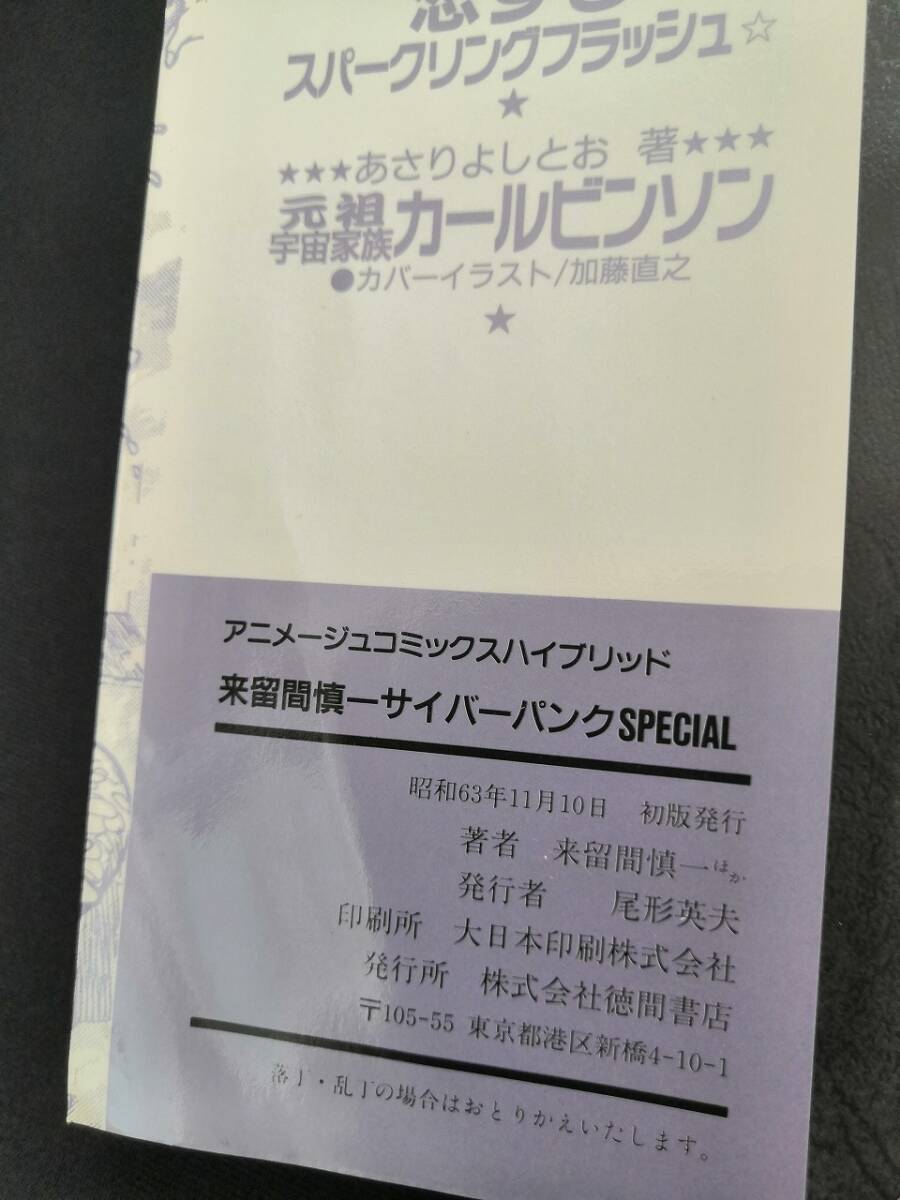 恋する
スパークリングフラッシュ☆
★
★★★あさりよしとお 著★★★
元祖
宇宙家族カールビンソン
●カバーイラスト/加藤直之
★
アニメージュコミックスハイブリッド
来留間慎一サイバーパンクSPECIAL
昭和63年11月10日 初版発行
著者 来留間慎一ほか
発行者 尾形英夫
印刷所 大日本印刷株式会社
発行所 株式会社徳間書店
〒105-55 東京都港区新橋4-10-1
落丁・乱丁の場合はおとりかえいたします。